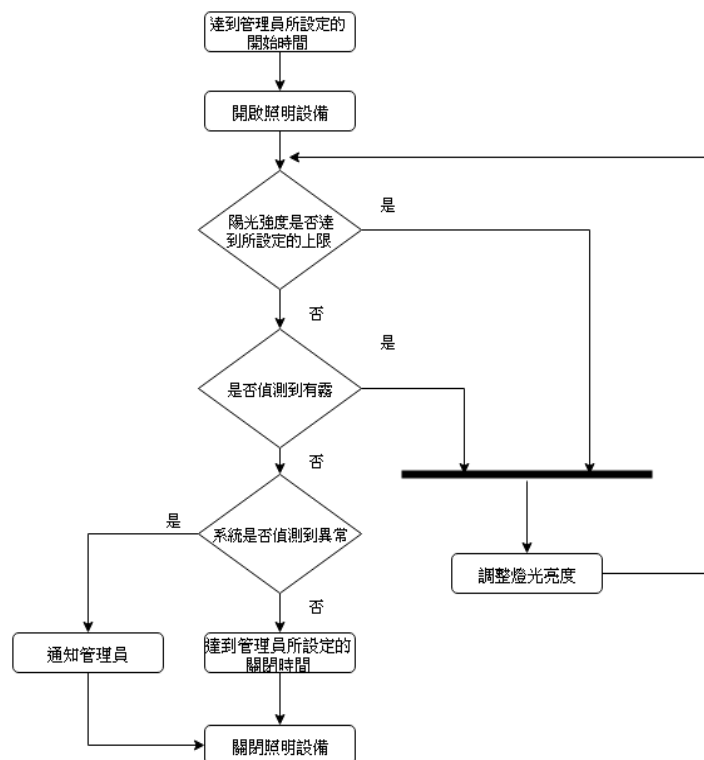 達到管理員所設定的
開始時間
開啟照明設備
陽光強度是否達
到所設定的上限
是
否
是否偵測到有霧
是
否
系統是否偵測到異常
是
否
調整燈光亮度
通知管理員
達到管理員所設定的
關閉時間
關閉照明設備